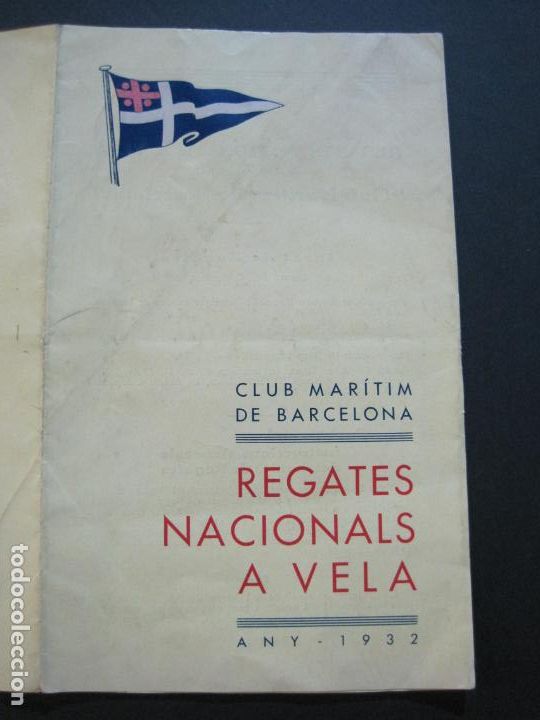 CLUB MARÍTIM
DE BARCELONA
REGATES
NACIONALS
A VELA
ANY - 1932
todocoleccion